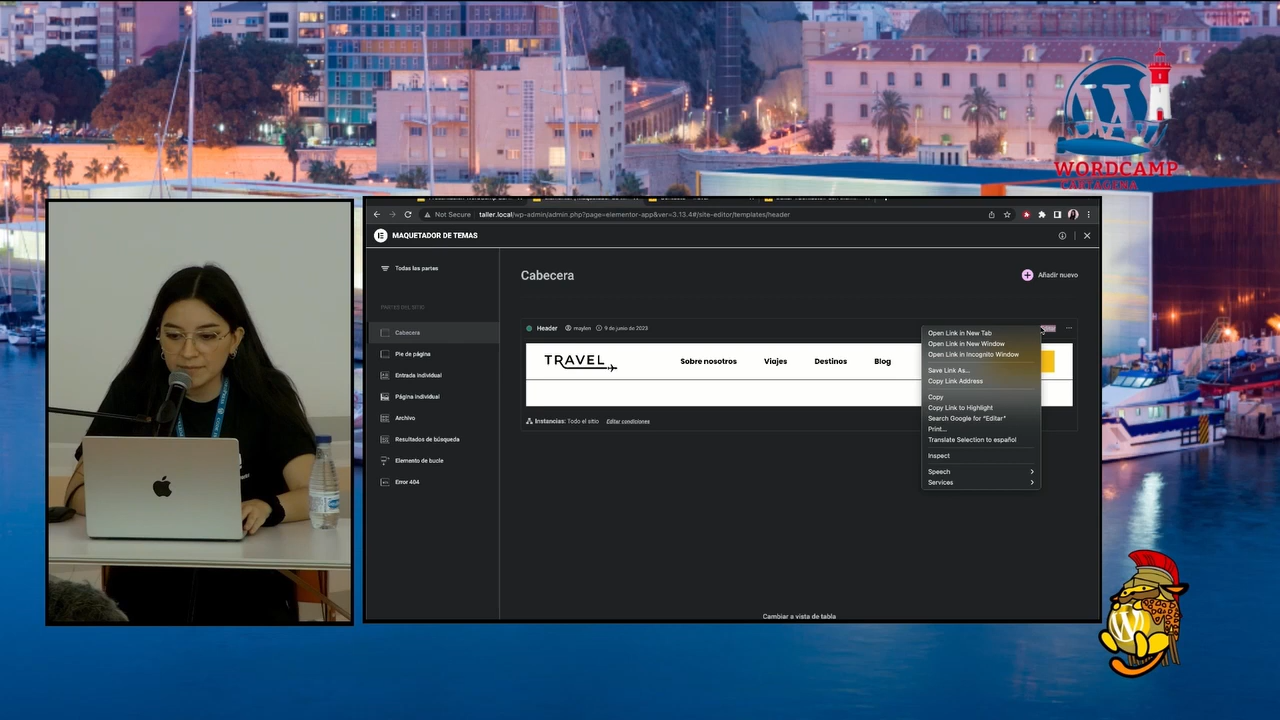 WORDCAMP
CARTAGENA
Not Secure
taller.local/wp-admin/admin.php?page=elementor-app&ver=3.13.4#/site-editor/templates/header
MAQUETADOR DE TEMAS
Todas las partes
PARTES DEL SITIO
Cabecera
Pie de página
Entrada individual
Página individual
Archivo
Resultados de búsqueda
Elemento de bucle
Error 404
Cabecera
Añadir nuevo
Header
maylen
9 de junio de 2023
TRAVEL
Sobre nosotros
Viajes
Destinos
Blog
Instancias: Todo el sitio
Editar condiciones
Open Link in New Tab
Open Link in New Window
Open Link in Incognito Window
Save Link As...
Copy Link Address
Copy
Copy Link to Highlight
Search Google for "Editar"
Print...
Translate Selection to español
Inspect
Speech
Services
Cambiar a vista de tabla